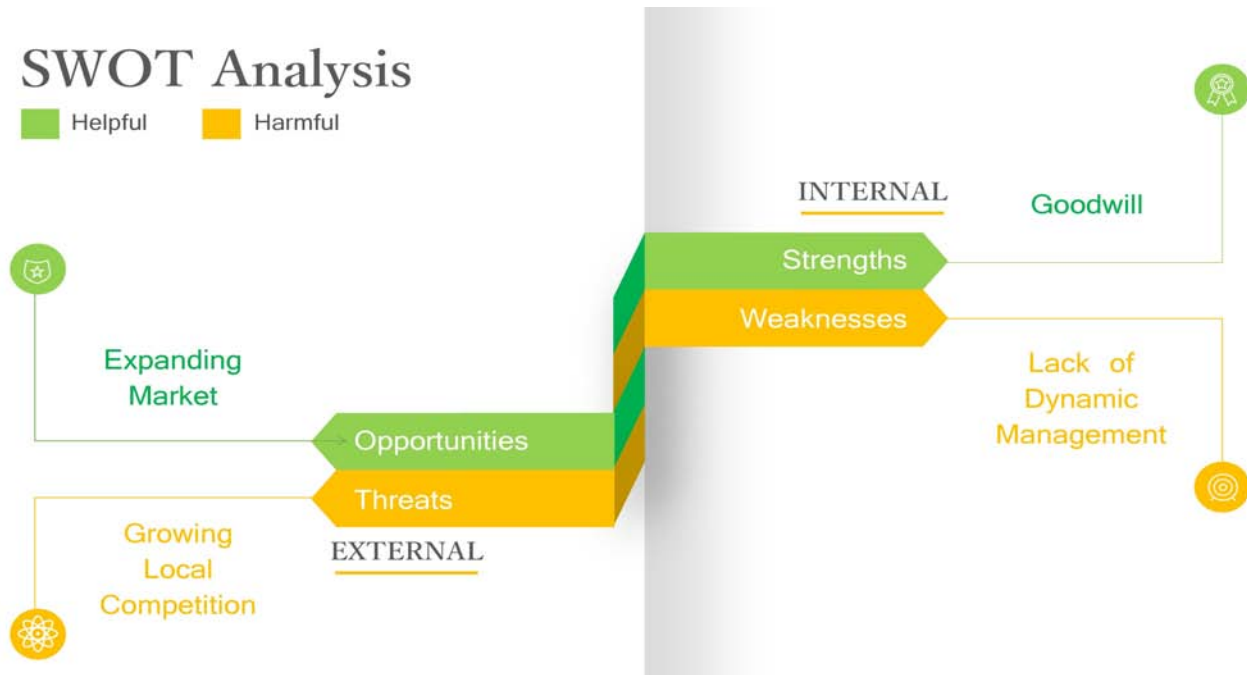 SWOT Analysis
Helpful
Harmful
INTERNAL
Goodwill
Strengths
Weaknesses
Lack of
Dynamic
Management
Expanding
Market
Opportunities
Threats
EXTERNAL
Growing
Local
Competition